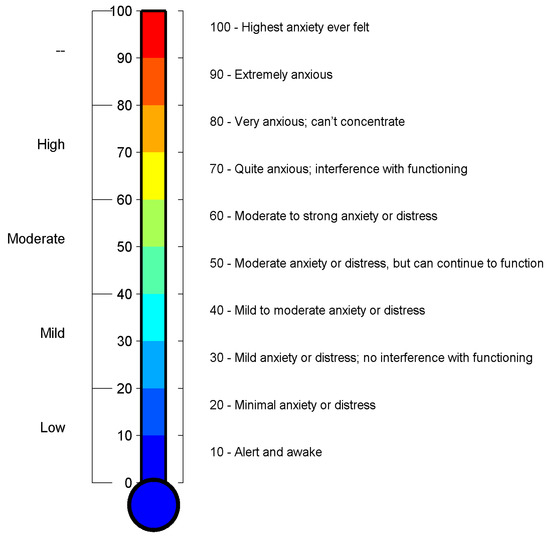 100
100 - Highest anxiety ever felt
--
90
90 - Extremely anxious
80
80 - Very anxious; can't concentrate
High
70
70 - Quite anxious; interference with functioning
60
60 - Moderate to strong anxiety or distress
Moderate
50
50 - Moderate anxiety or distress, but can continue to function
40
40 - Mild to moderate anxiety or distress
Mild
30
30 - Mild anxiety or distress; no interference with functioning
20
20 - Minimal anxiety or distress
Low
10
10 - Alert and awake
0